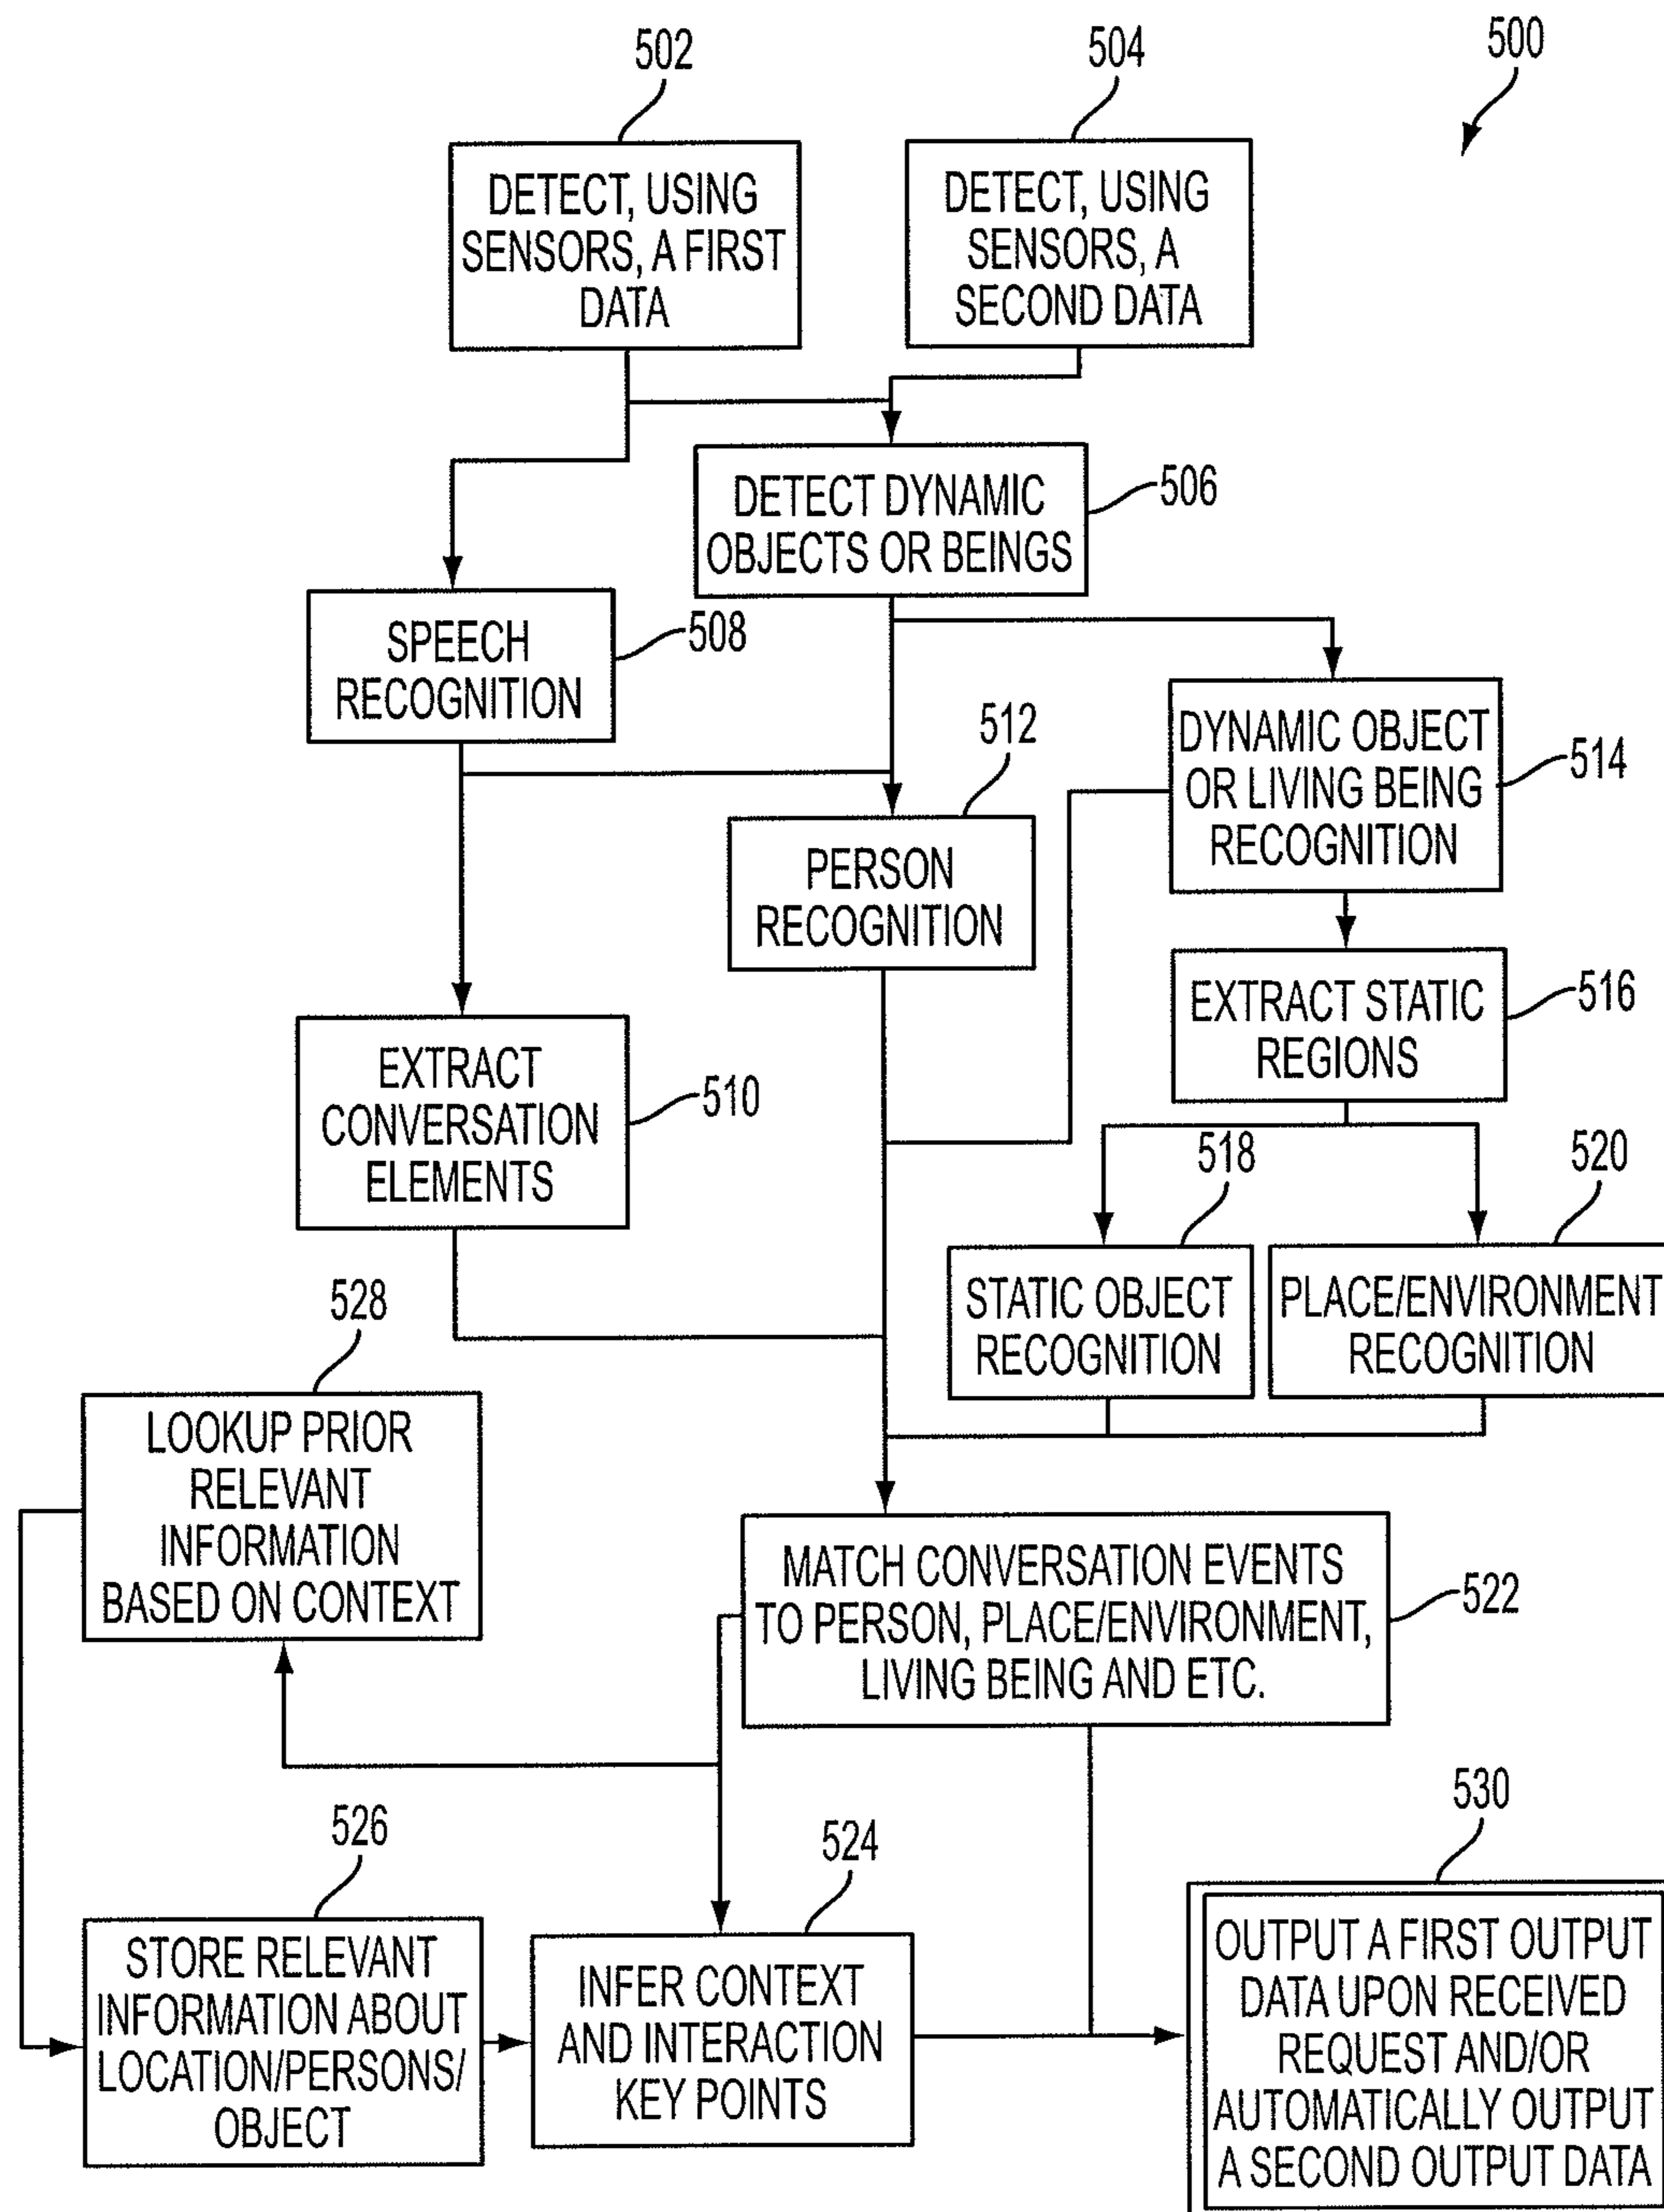 502
504
500
DETECT, USING
SENSORS, A FIRST
DATA
DETECT, USING
SENSORS, A
SECOND DATA
DETECT DYNAMIC
OBJECTS OR BEINGS
506
SPEECH
RECOGNITION
508
512
DYNAMIC OBJECT
OR LIVING BEING
RECOGNITION
514
PERSON
RECOGNITION
EXTRACT STATIC
REGIONS
516
EXTRACT
CONVERSATION
ELEMENTS
510
518
520
STATIC OBJECT
RECOGNITION
PLACE/ENVIRONMENT
RECOGNITION
528
LOOKUP PRIOR
RELEVANT
INFORMATION
BASED ON CONTEXT
MATCH CONVERSATION EVENTS
TO PERSON, PLACE/ENVIRONMENT,
LIVING BEING AND ETC.
522
526
524
530
STORE RELEVANT
INFORMATION ABOUT
LOCATION/PERSONS/
OBJECT
INFER CONTEXT
AND INTERACTION
KEY POINTS
OUTPUT A FIRST OUTPUT
DATA UPON RECEIVED
REQUEST AND/OR
AUTOMATICALLY OUTPUT
A SECOND OUTPUT DATA